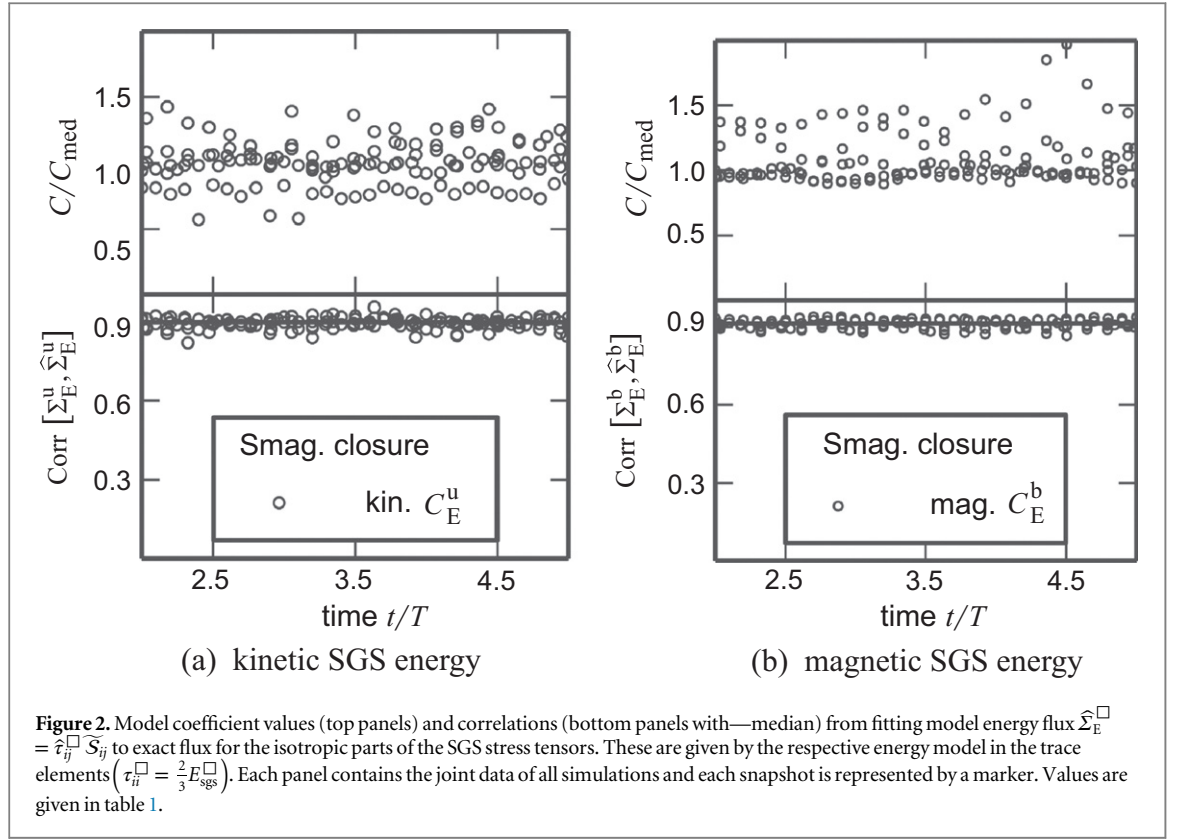 1.5
1.0
0.5
C/C_med
0.9
0.6
0.3
Corr [Σ_E^u, Σ̂_E^u]
Smag. closure
kin. C_E^u
2.5 3.5 4.5
time t/T
(a) kinetic SGS energy
1.5
1.0
0.5
C/C_med
0.9
0.6
0.3
Corr [Σ_E^b, Σ̂_E^b]
Smag. closure
mag. C_E^b
2.5 3.5 4.5
time t/T
(b) magnetic SGS energy
Figure 2. Model coefficient values (top panels) and correlations (bottom panels with—median) from fitting model energy flux Σ̂_E^□
= τ̂_ij^□ S̃_ij to exact flux for the isotropic parts of the SGS stress tensors. These are given by the respective energy model in the trace
elements (τ_ii^□ = 2/3 E_sgs^□). Each panel contains the joint data of all simulations and each snapshot is represented by a marker. Values are
given in table 1.